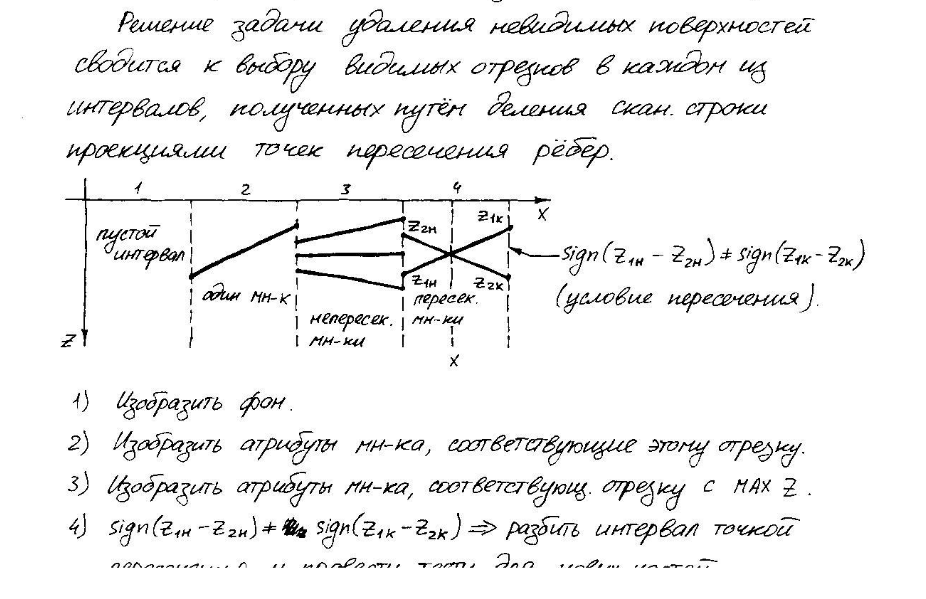 Решение задачи удаления невидимых поверхностей
сводится к выбору видимых отрезков в каждом из
интервалов, полученных путём деления скан. строки
проекциями точек пересечения рёбер.
1 2 3 4
X
пустой
интервал
один мн-к
непересек.
мн-ки
Z2н
Z1н
пересек.
мн-ки
Z1к
Z2к
sign(Z1н - Z2н) ≠ sign(Z1к - Z2к)
(условие пересечения).
Z
X
1) Изобразить фон.
2) Изобразить атрибуты мн-ка, соответствующие этому отрезку.
3) Изобразить атрибуты мн-ка, соответствующ. отрезку с MAX Z.
4) sign(Z1н - Z2н) ≠ sign(Z1к - Z2к) ⇒ разбить интервал точкой